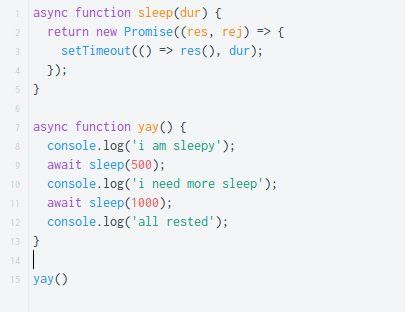 1 async function sleep(dur) {
2   return new Promise((res, rej) => {
3     setTimeout(() => res(), dur);
4   });
5 }
6
7 async function yay() {
8   console.log('i am sleepy');
9   await sleep(500);
10   console.log('i need more sleep');
11   await sleep(1000);
12   console.log('all rested');
13 }
14
15 yay()